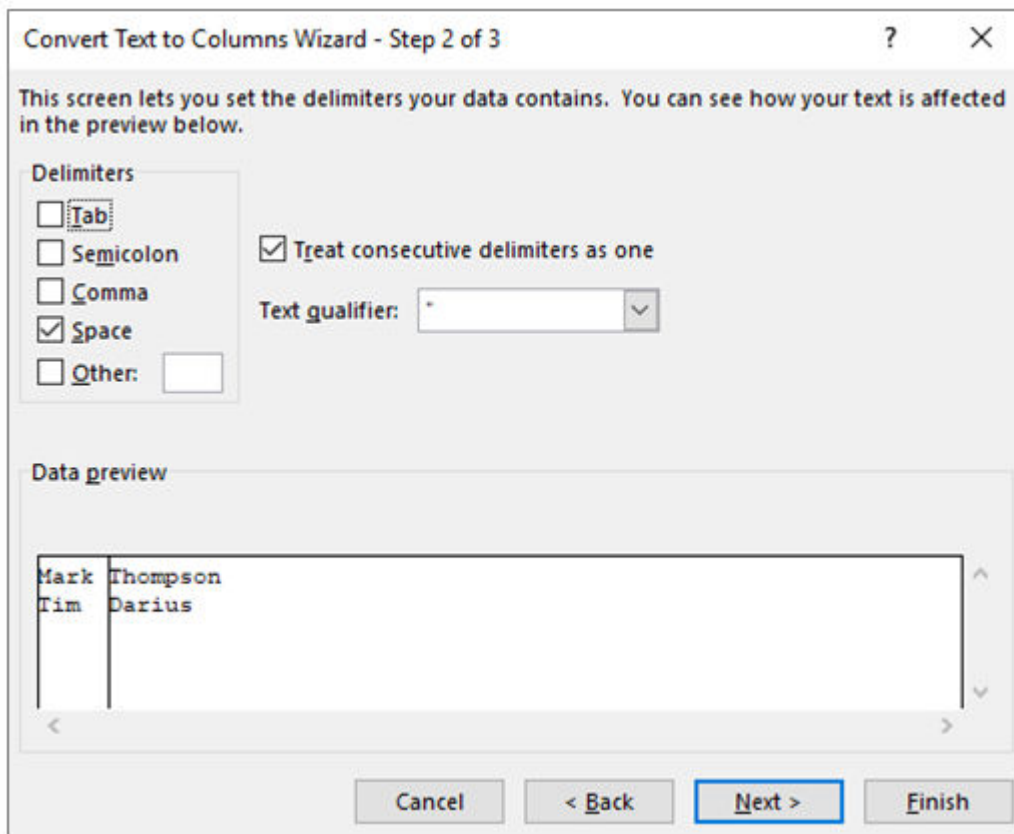 Convert Text to Columns Wizard - Step 2 of 3
?
This screen lets you set the delimiters your data contains. You can see how your text is affected
in the preview below.
Delimiters
Tab
Semicolon
Comma
Space
Other:
Treat consecutive delimiters as one
Text qualifier: "
Data preview
Mark Thompson
Tim Darius
Cancel < Back Next > Finish